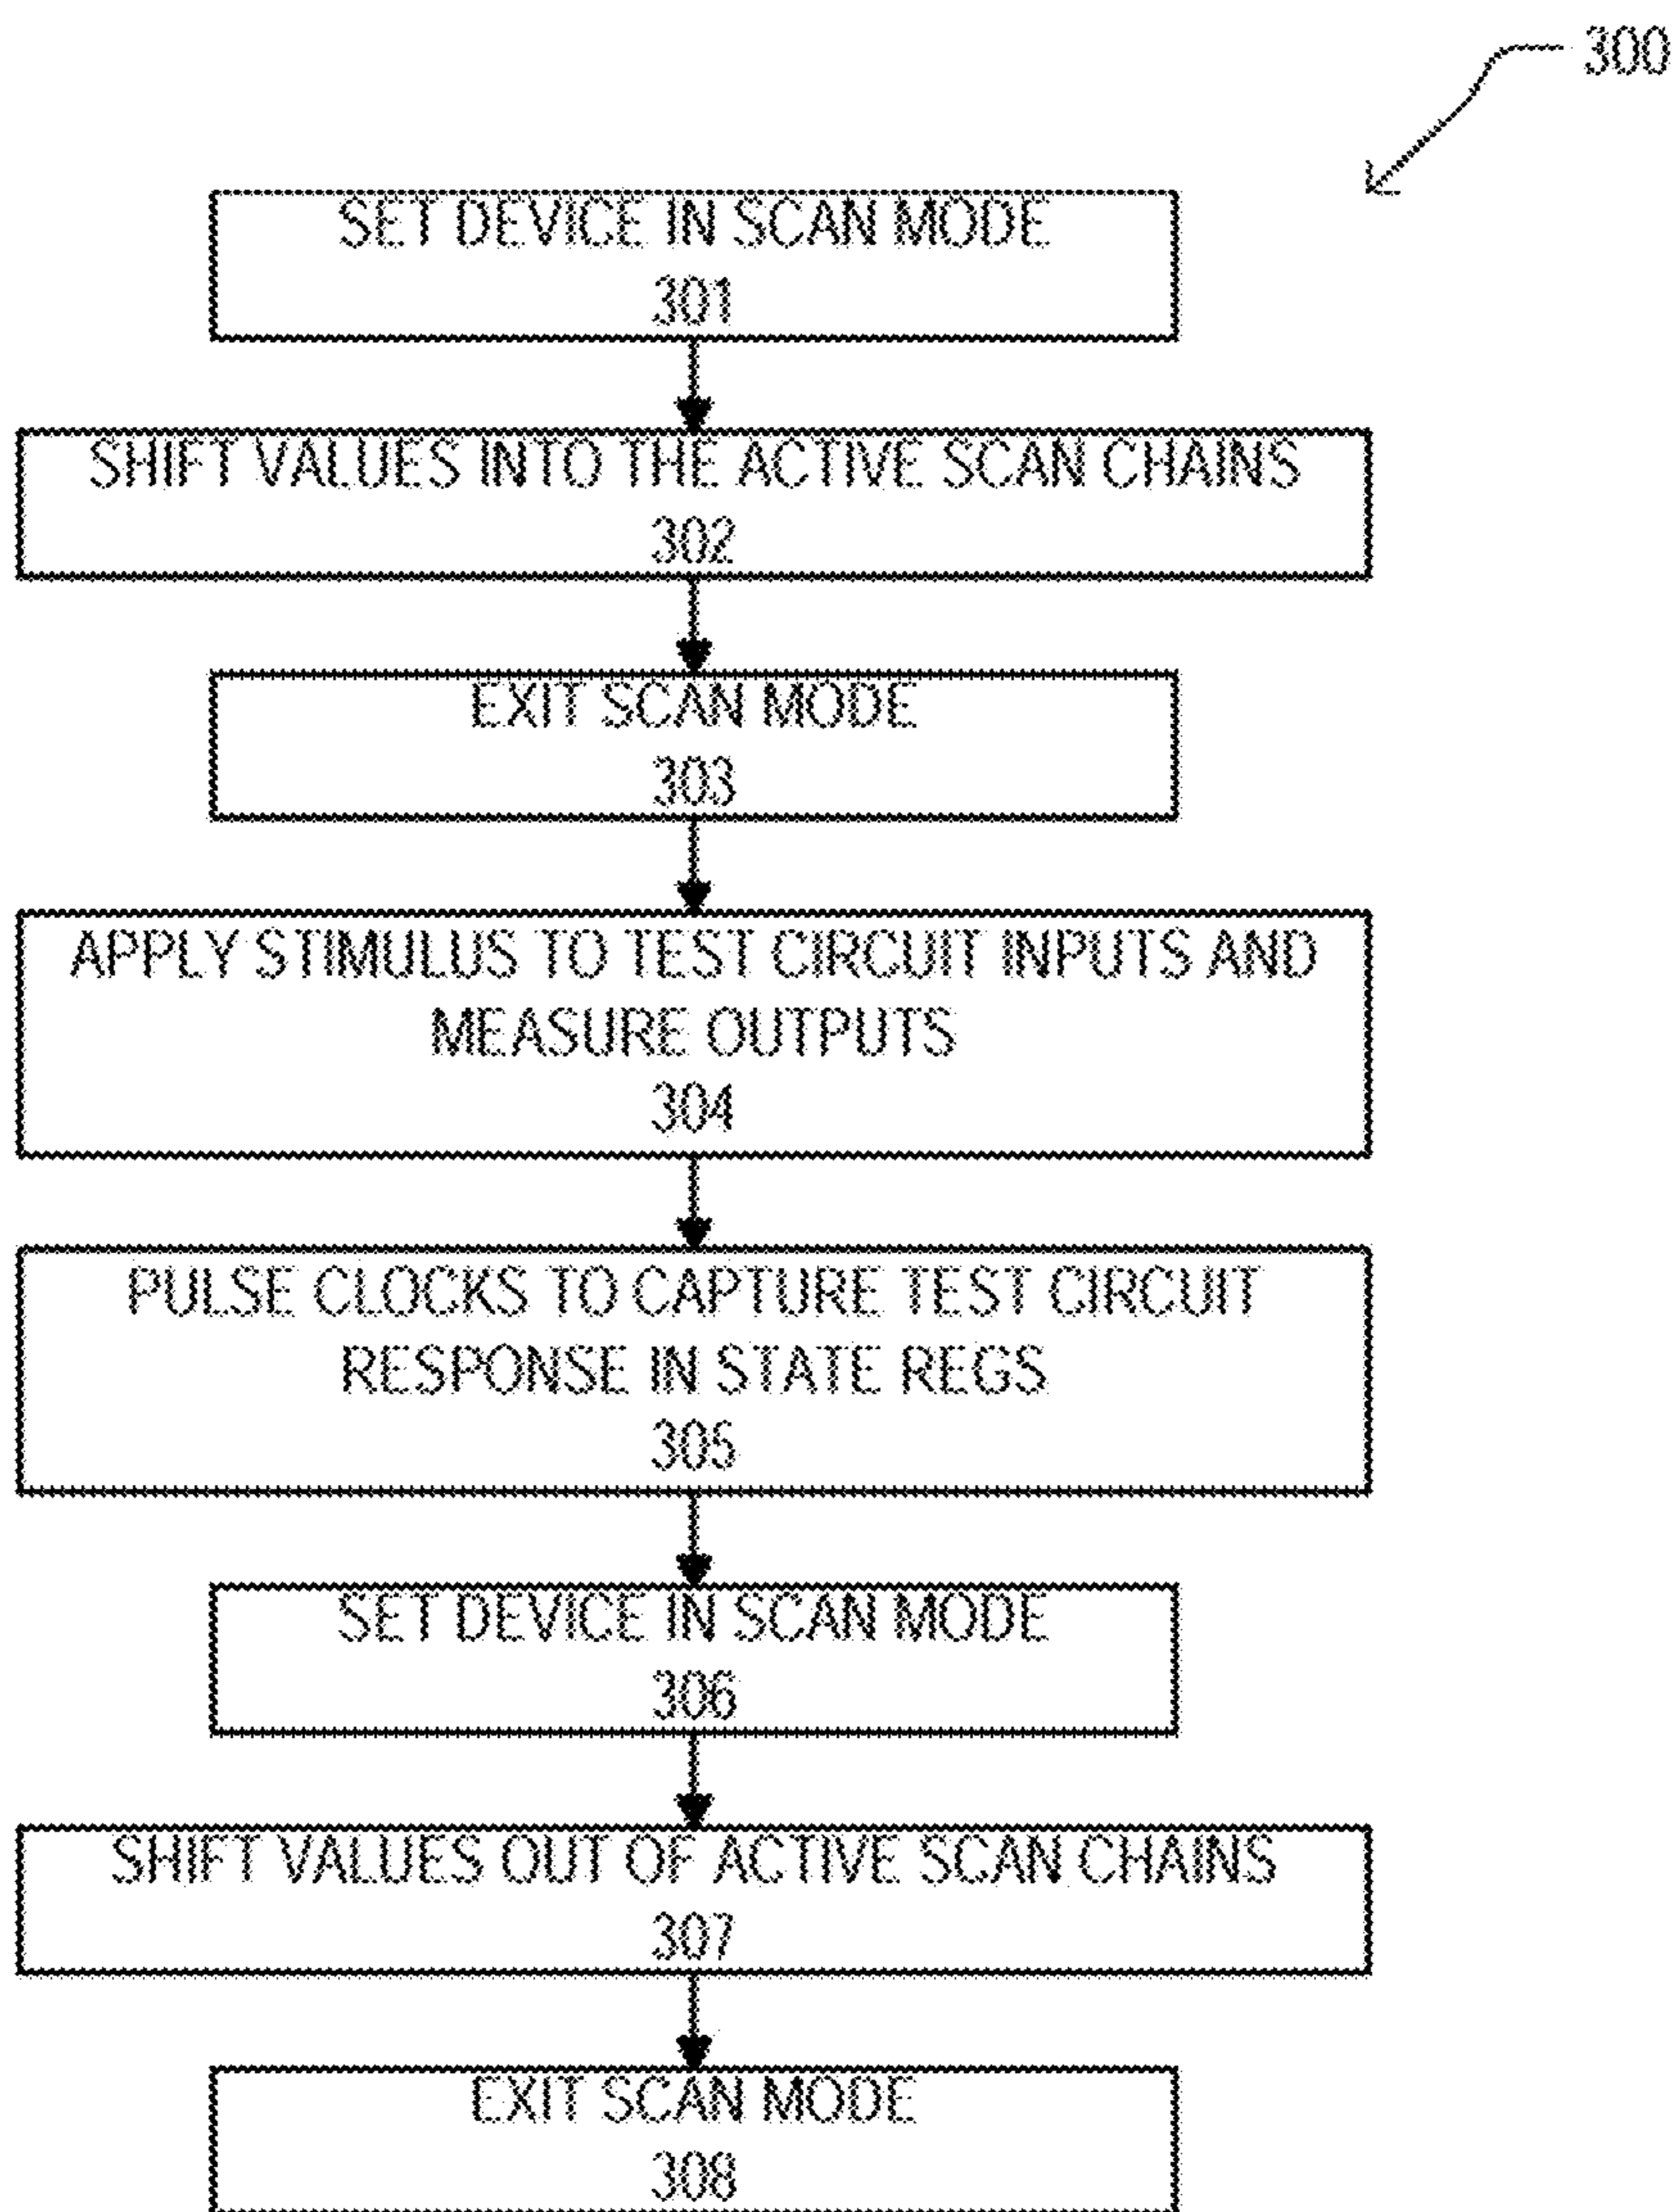 300
SET DEVICE IN SCAN MODE
301
SHIFT VALUES INTO THE ACTIVE SCAN CHAINS
302
EXIT SCAN MODE
303
APPLY STIMULUS TO TEST CIRCUIT INPUTS AND
MEASURE OUTPUTS
304
PULSE CLOCKS TO CAPTURE TEST CIRCUIT
RESPONSE IN STATE REGS
305
SET DEVICE IN SCAN MODE
306
SHIFT VALUES OUT OF ACTIVE SCAN CHAINS
307
EXIT SCAN MODE
308